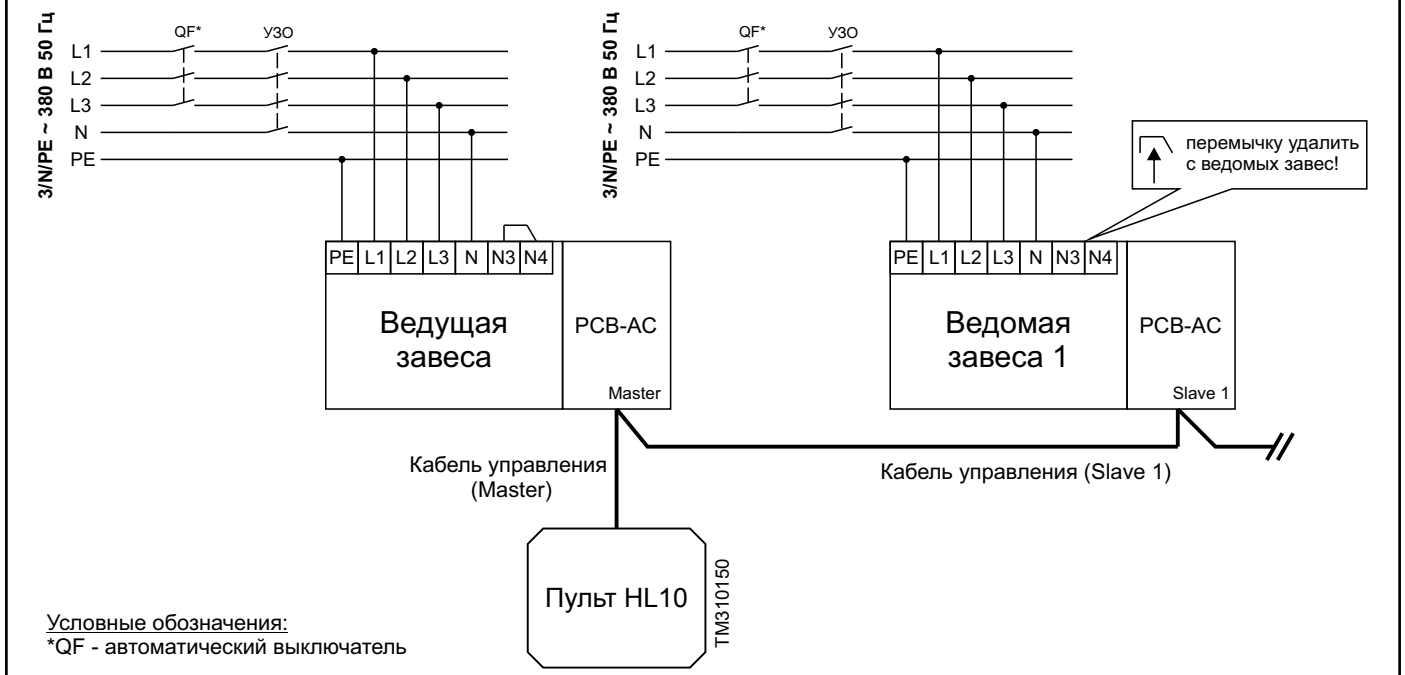 3/N/PE ~ 380 В 50 Гц
QF*
УЗО
L1
L2
L3
N
PE
3/N/PE ~ 380 В 50 Гц
QF*
УЗО
L1
L2
L3
N
PE
перемычку удалить
с ведомых завес!
PE L1 L2 L3 N N3 N4
Ведущая
завеса
PCB-AC
Master
PE L1 L2 L3 N N3 N4
Ведомая
завеса 1
PCB-AC
Slave 1
Кабель управления
(Master)
Кабель управления (Slave 1)
Пульт HL10
TM310150
Условные обозначения:
*QF - автоматический выключатель